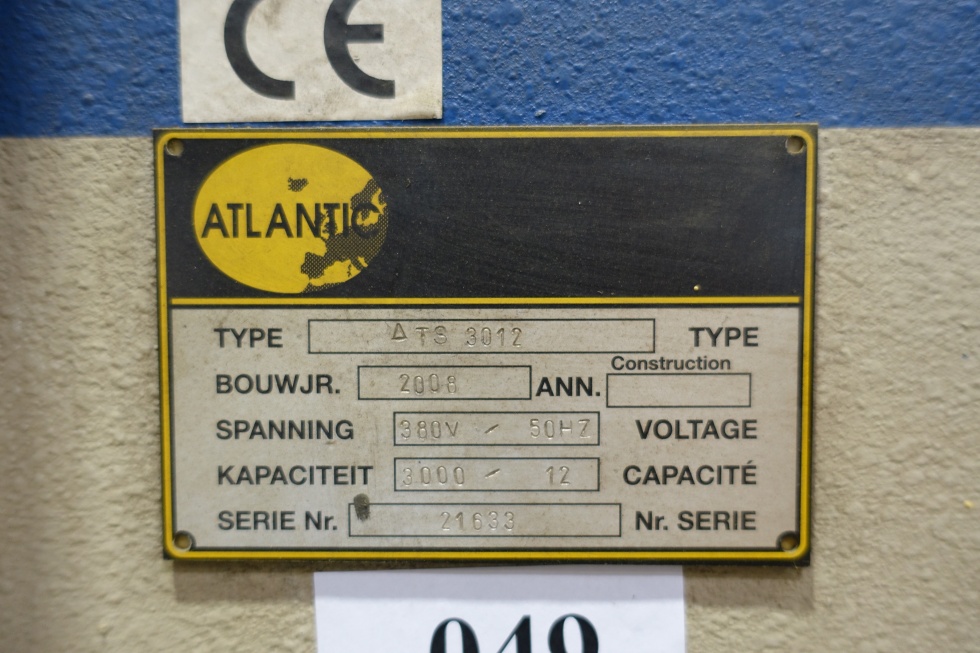 CE
ATLANTIC
TYPE ATS 3012 TYPE
BOUWJR. 2008 ANN. Construction
SPANNING 380V / 50HZ VOLTAGE
KAPACITEIT 3000 / 12 CAPACITÉ
SERIE Nr. 21633 Nr. SERIE